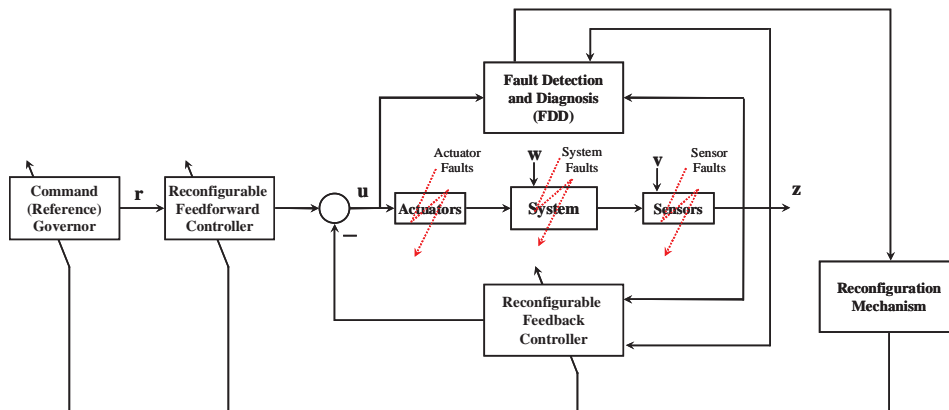 Fault Detection
and Diagnosis
(FDD)
Actuator
Faults
w
System
Faults
v
Sensor
Faults
Command
(Reference)
Governor
r
Reconfigurable
Feedforward
Controller
u
−
Actuators
System
Sensors
z
Reconfigurable
Feedback
Controller
Reconfiguration
Mechanism